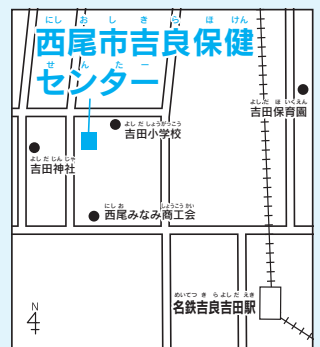 にしおしきらほけん
西尾市吉良保健
せんたー
センター
よしだしょうがっこう
吉田小学校
よしだほいくえん
吉田保育園
よしだじんじゃ
吉田神社
にしおしょうこうかい
西尾みなみ商工会
めいてつきらよしだえき
名鉄吉良吉田駅
N